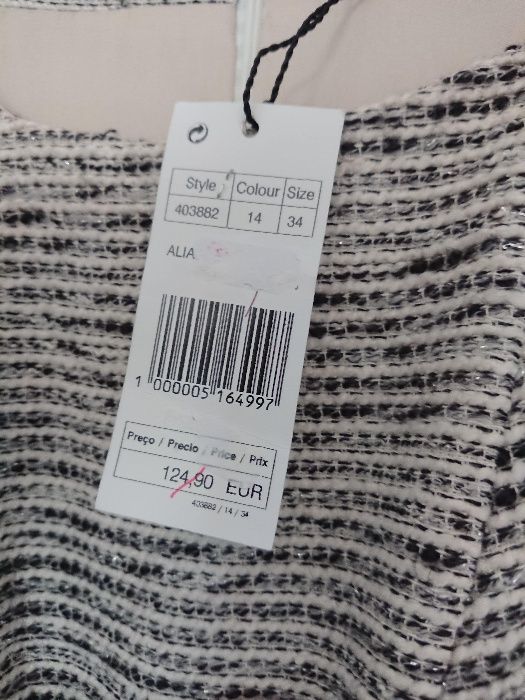 Style Colour Size
403882 14 34
ALIA
1 000005 164997
Preço / Precio / Price / Prix
124,90 EUR
403882 / 14 / 34